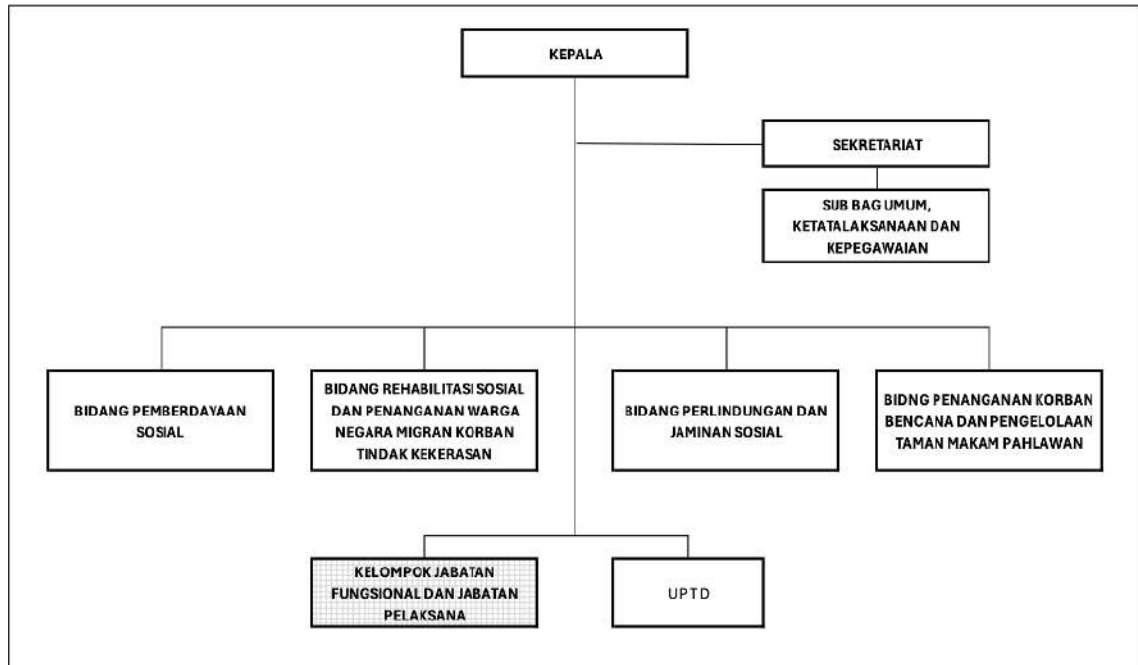 KEPALA
SEKRETARIAT
SUB BAG UMUM,
KETATALAKSANAAN DAN
KEPEGAWAIAN
BIDANG PEMBERDAYAAN
SOSIAL
BIDANG REHABILITASI SOSIAL
DAN PENANGANAN WARGA
NEGARA MIGRAN KORBAN
TINDAK KEKERASAN
BIDANG PERLINDUNGAN DAN
JAMINAN SOSIAL
BIDNG PENANGANAN KORBAN
BENCANA DAN PENGELOLAAN
TAMAN MAKAM PAHLAWAN
KELOMPOK JABATAN
FUNGSIONAL DAN JABATAN
PELAKSANA
UPTD